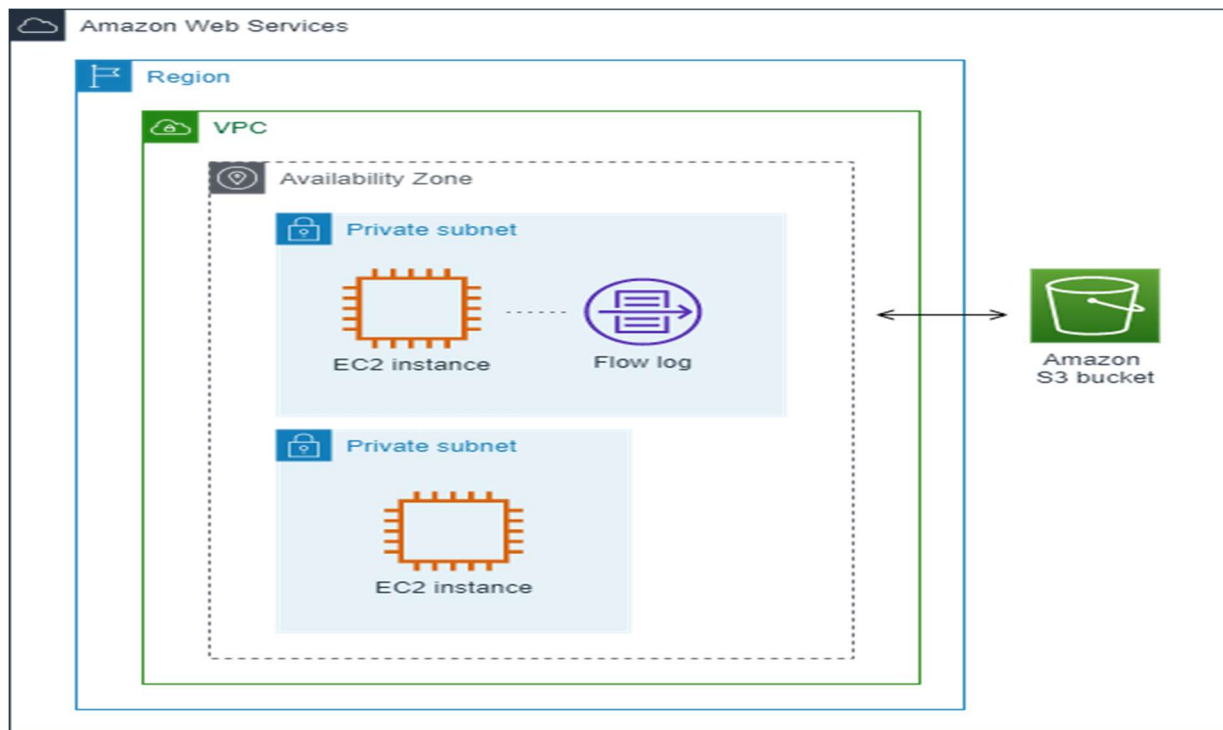 Amazon Web Services
Region
VPC
Availability Zone
Private subnet
EC2 instance
Flow log
Amazon
S3 bucket
Private subnet
EC2 instance